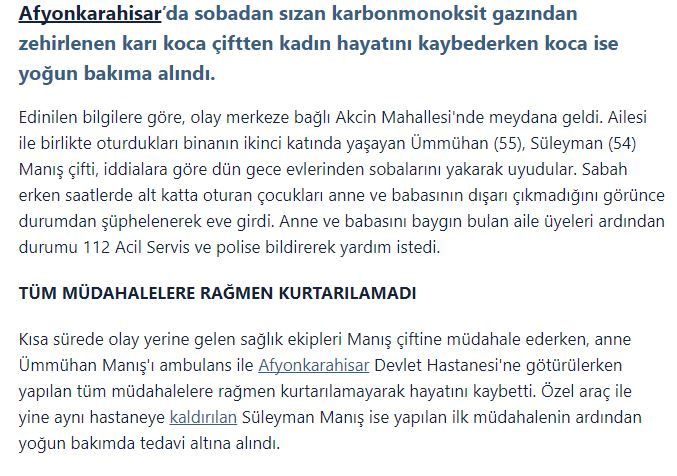 Afyonkarahisar'da sobadan sızan karbonmonoksit gazından
zehirlenen karı koca çiftten kadın hayatını kaybederken koca ise
yoğun bakıma alındı.
Edinilen bilgilere göre, olay merkeze bağlı Akcin Mahallesi'nde meydana geldi. Ailesi
ile birlikte oturdukları binanın ikinci katında yaşayan Ümmühan (55), Süleyman (54)
Manış çifti, iddialara göre dün gece evlerinden sobalarını yakarak uyudular. Sabah
erken saatlerde alt katta oturan çocukları anne ve babasının dışarı çıkmadığını görünce
durumdan şüphelenerek eve girdi. Anne ve babasını baygın bulan aile üyeleri ardından
durumu 112 Acil Servis ve polise bildirerek yardım istedi.
TÜM MÜDAHALELERE RAĞMEN KURTARILAMADI
Kısa sürede olay yerine gelen sağlık ekipleri Manış çiftine müdahale ederken, anne
Ümmühan Manış'ı ambulans ile Afyonkarahisar Devlet Hastanesi'ne götürülerken
yapılan tüm müdahalelere rağmen kurtarılamayarak hayatını kaybetti. Özel araç ile
yine aynı hastaneye kaldırılan Süleyman Manış ise yapılan ilk müdahalenin ardından
yoğun bakımda tedavi altına alındı.